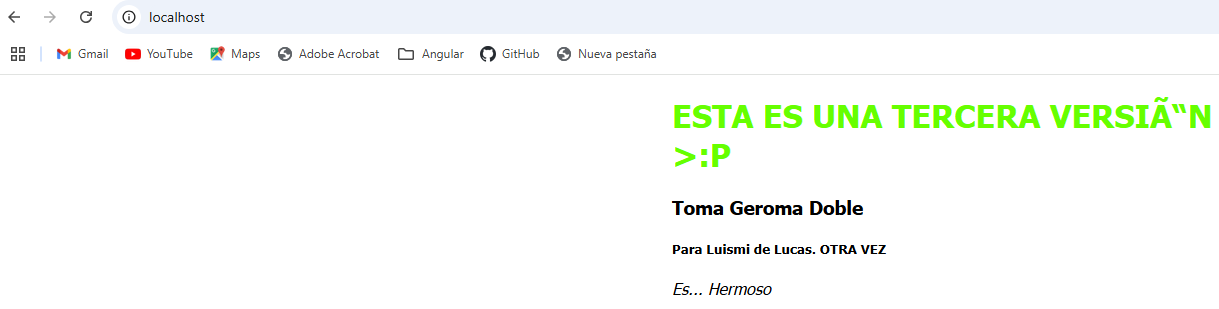 localhost
Gmail YouTube Maps Adobe Acrobat Angular GitHub Nueva pestaña
ESTA ES UNA TERCERA VERSIÃ“N
>:P
Toma Geroma Doble
Para Luismi de Lucas. OTRA VEZ
Es... Hermoso